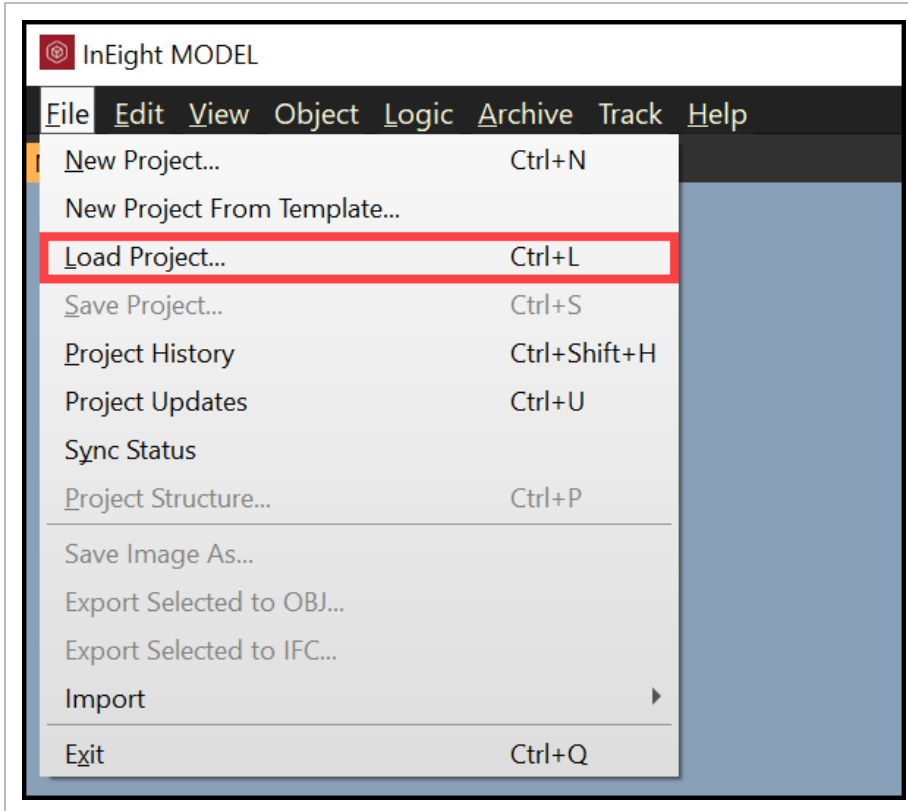 InEight MODEL
File Edit View Object Logic Archive Track Help
New Project... Ctrl+N
New Project From Template...
Load Project... Ctrl+L
Save Project... Ctrl+S
Project History Ctrl+Shift+H
Project Updates Ctrl+U
Sync Status
Project Structure... Ctrl+P
Save Image As...
Export Selected to OBJ...
Export Selected to IFC...
Import
Exit Ctrl+Q